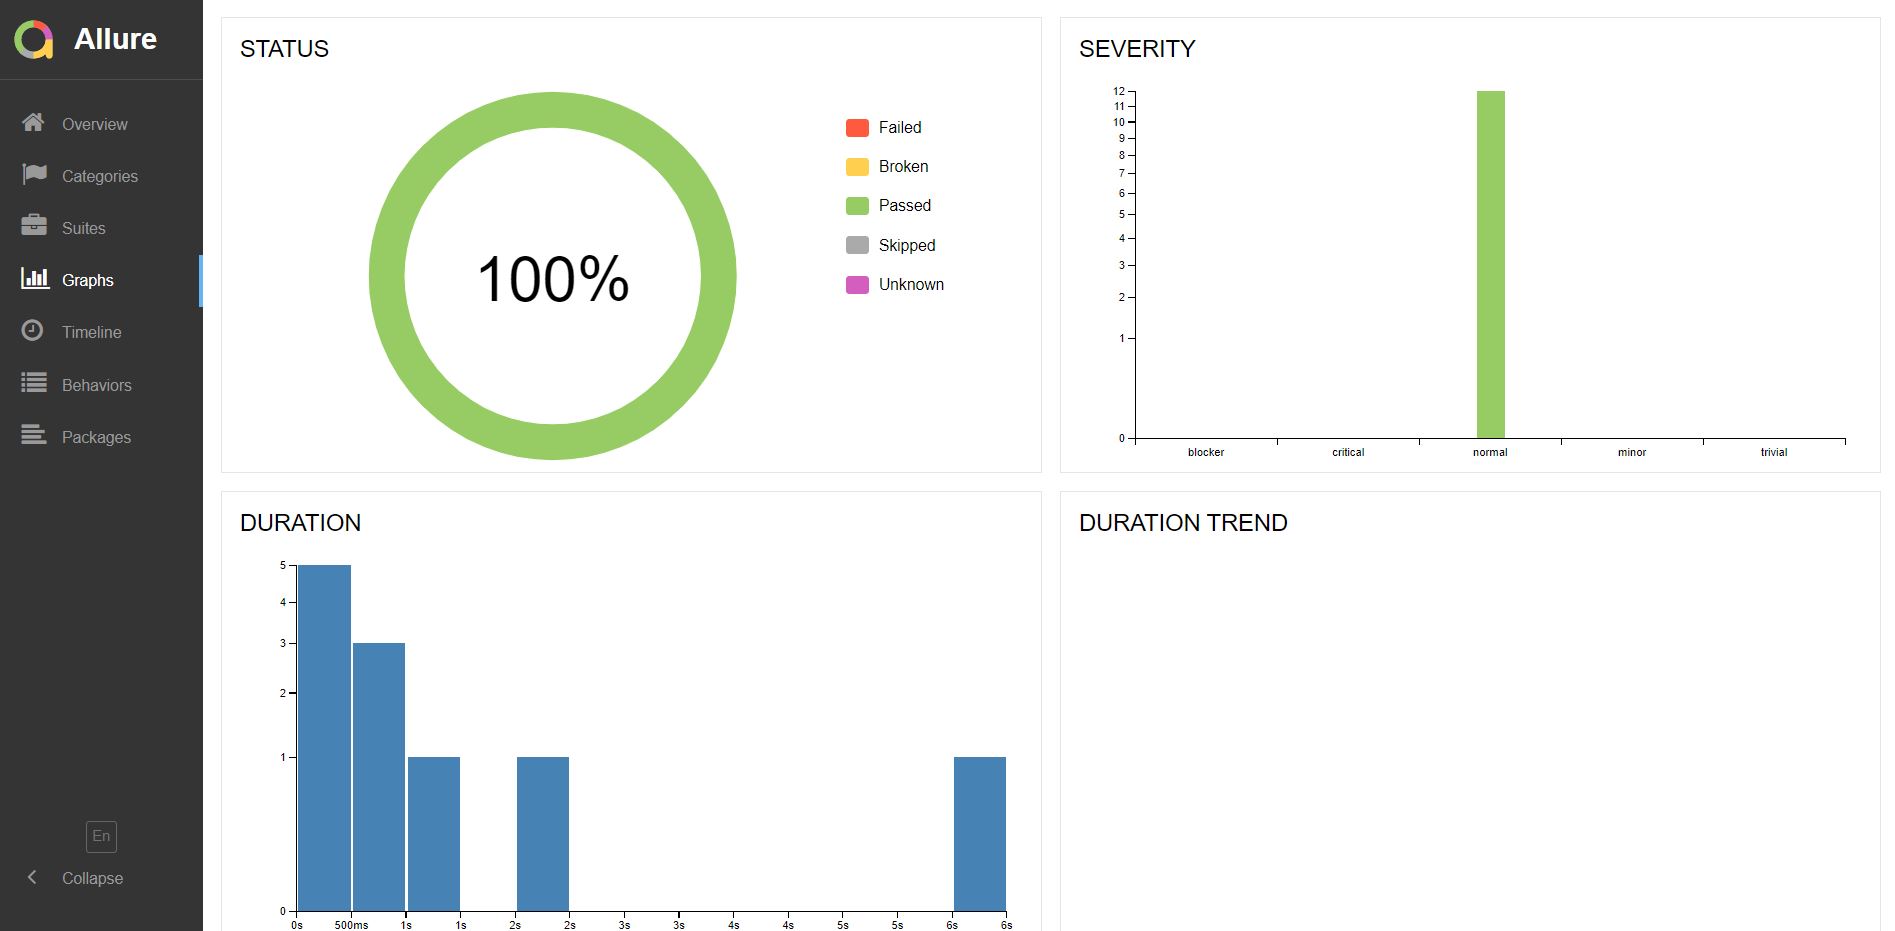 Allure
Overview
Categories
Suites
Graphs
Timeline
Behaviors
Packages
En
Collapse
STATUS
100%
Failed
Broken
Passed
Skipped
Unknown
SEVERITY
12
11
10
9
8
7
6
5
4
3
2
1
0
blocker critical normal minor trivial
DURATION
5
4
3
2
1
0
0s 500ms 1s 1s 2s 2s 3s 3s 4s 4s 5s 5s 6s 6s
DURATION TREND